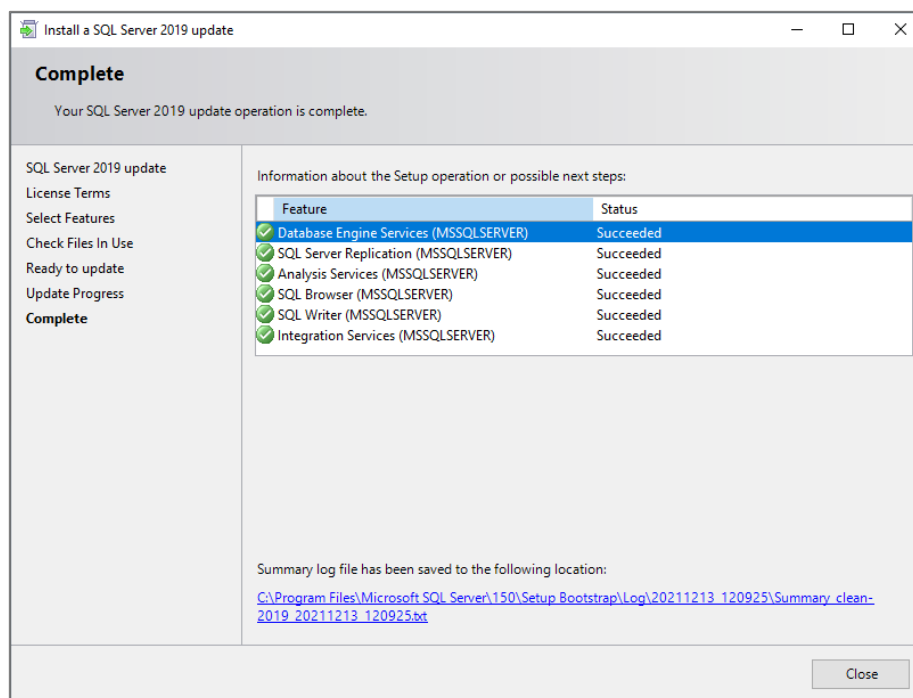 Install a SQL Server 2019 update
Complete
Your SQL Server 2019 update operation is complete.
SQL Server 2019 update
License Terms
Select Features
Check Files In Use
Ready to update
Update Progress
Complete
Information about the Setup operation or possible next steps:
Feature Status
Database Engine Services (MSSQLSERVER) Succeeded
SQL Server Replication (MSSQLSERVER) Succeeded
Analysis Services (MSSQLSERVER) Succeeded
SQL Browser (MSSQLSERVER) Succeeded
SQL Writer (MSSQLSERVER) Succeeded
Integration Services (MSSQLSERVER) Succeeded
Summary log file has been saved to the following location:
C:\Program Files\Microsoft SQL Server\150\Setup Bootstrap\Log\20211213_120925\Summary_clean-
2019_20211213_120925.txt
Close